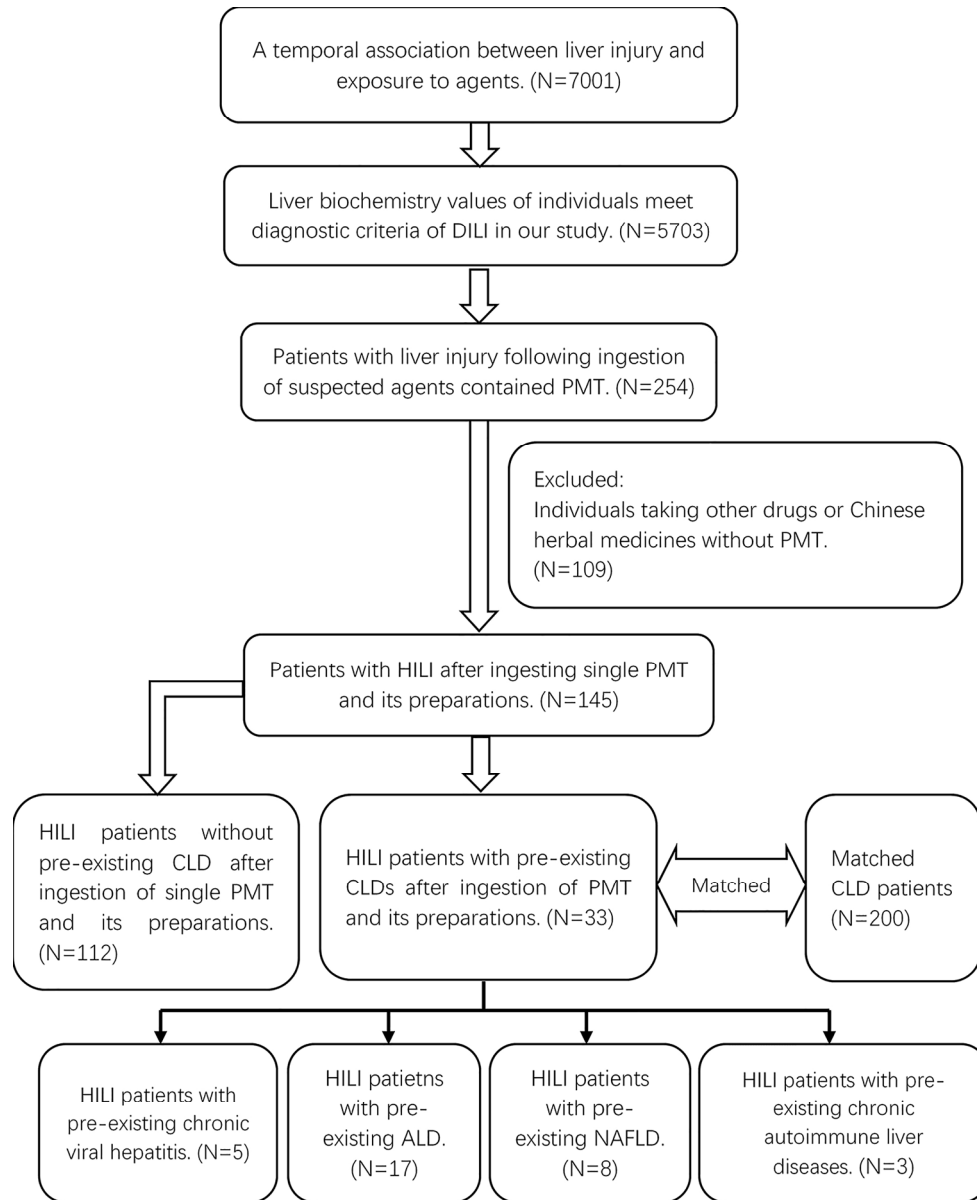 A temporal association between liver injury and
exposure to agents. (N=7001)
Liver biochemistry values of individuals meet
diagnostic criteria of DILI in our study. (N=5703)
Patients with liver injury following ingestion
of suspected agents contained PMT. (N=254)
Excluded:
Individuals taking other drugs or Chinese
herbal medicines without PMT.
(N=109)
Patients with HILI after ingesting single PMT
and its preparations. (N=145)
HILI patients without
pre-existing CLD after
ingestion of single PMT
and its preparations.
(N=112)
HILI patients with pre-existing
CLDs after ingestion of PMT
and its preparations. (N=33)
Matched
Matched
CLD patients
(N=200)
HILI patients with
pre-existing chronic
viral hepatitis. (N=5)
HILI patietns
with pre-
existing ALD.
(N=17)
HILI patients
with pre-
existing NAFLD.
(N=8)
HILI patients with pre-
existing chronic
autoimmune liver
diseases. (N=3)